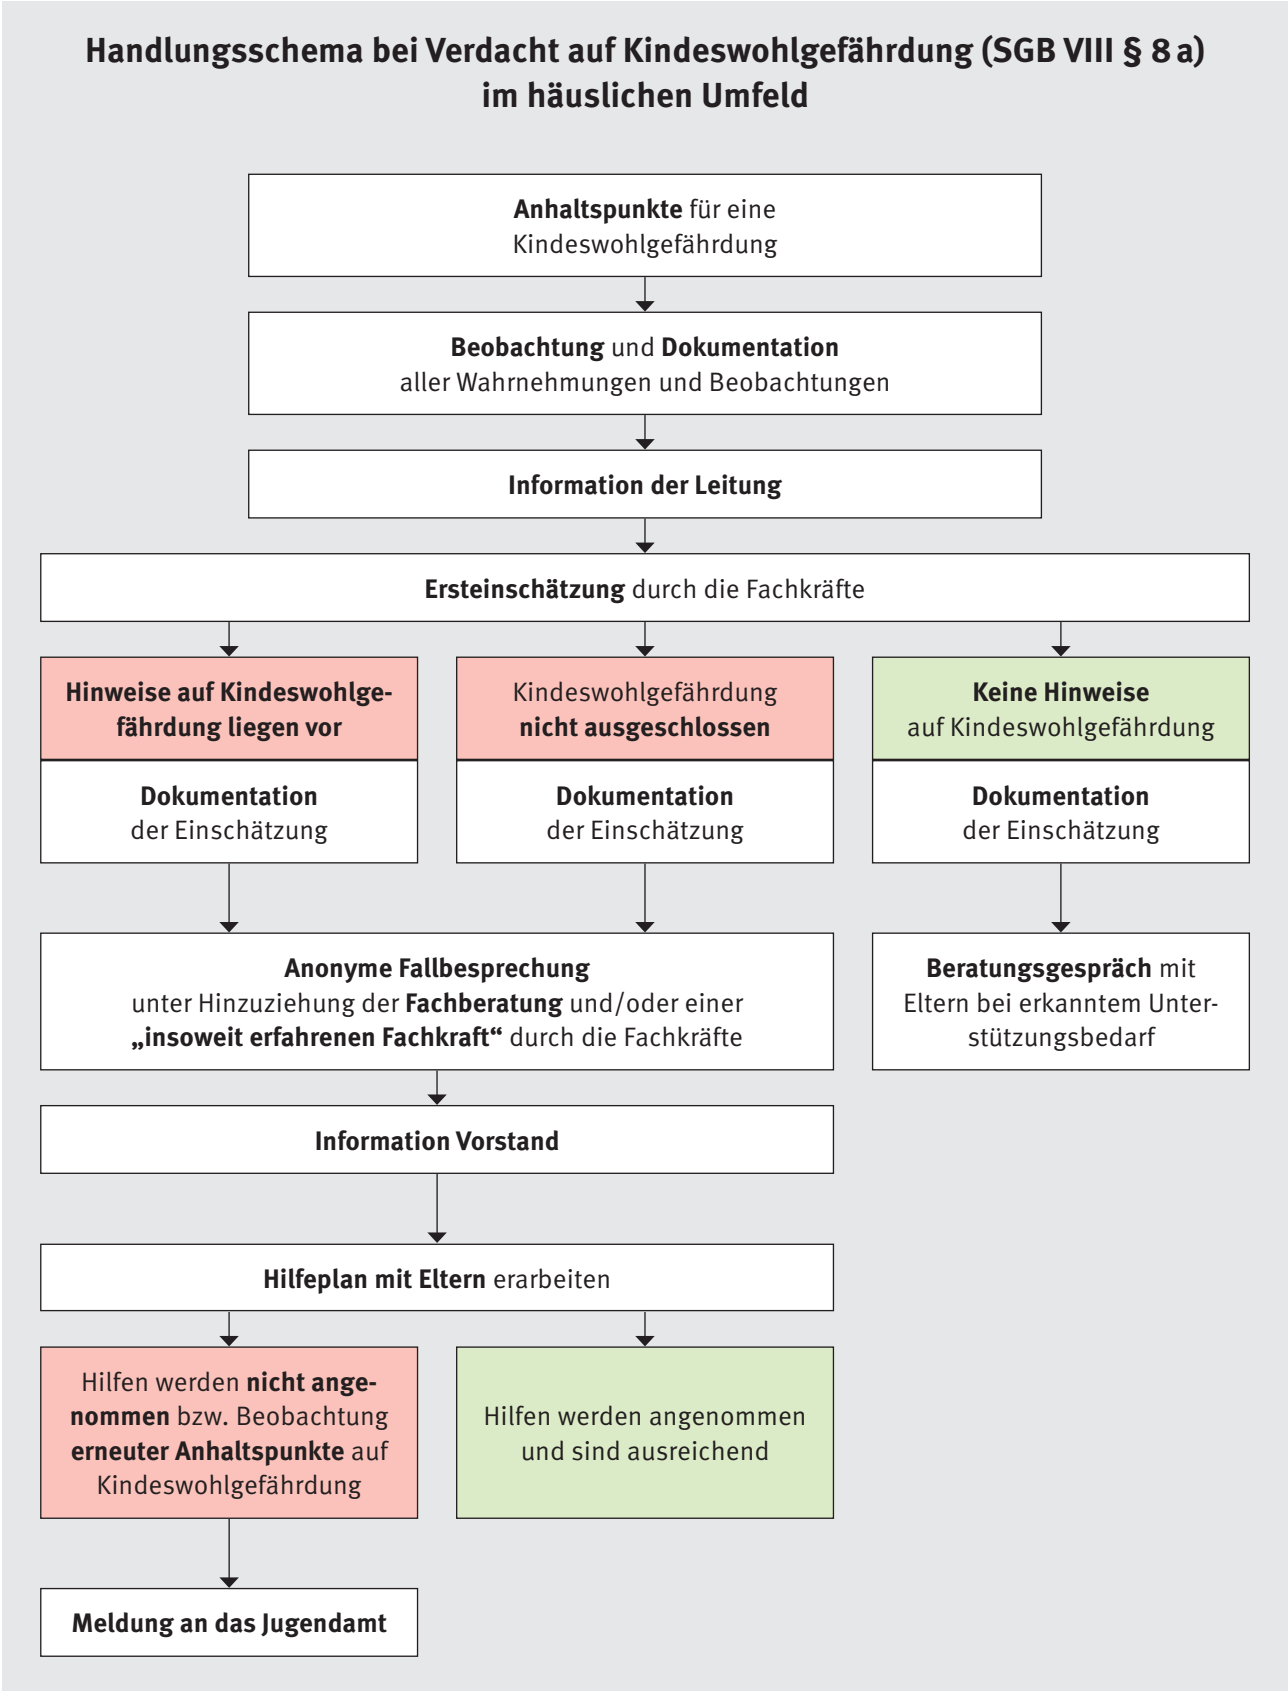 Handlungsschema bei Verdacht auf Kindeswohlgefährdung (SGB VIII § 8 a)
im häuslichen Umfeld
Anhaltspunkte für eine
Kindeswohlgefährdung
Beobachtung und Dokumentation
aller Wahrnehmungen und Beobachtungen
Information der Leitung
Ersteinschätzung durch die Fachkräfte
Hinweise auf Kindeswohlge-
fährdung liegen vor
Dokumentation
der Einschätzung
Kindeswohlgefährdung
nicht ausgeschlossen
Dokumentation
der Einschätzung
Keine Hinweise
auf Kindeswohlgefährdung
Dokumentation
der Einschätzung
Anonyme Fallbesprechung
unter Hinzuziehung der Fachberatung und/oder einer
„insoweit erfahrenen Fachkraft“ durch die Fachkräfte
Beratungsgespräch mit
Eltern bei erkanntem Unter-
stützungsbedarf
Information Vorstand
Hilfeplan mit Eltern erarbeiten
Hilfen werden nicht ange-
nommen bzw. Beobachtung
erneuter Anhaltspunkte auf
Kindeswohlgefährdung
Hilfen werden angenommen
und sind ausreichend
Meldung an das Jugendamt